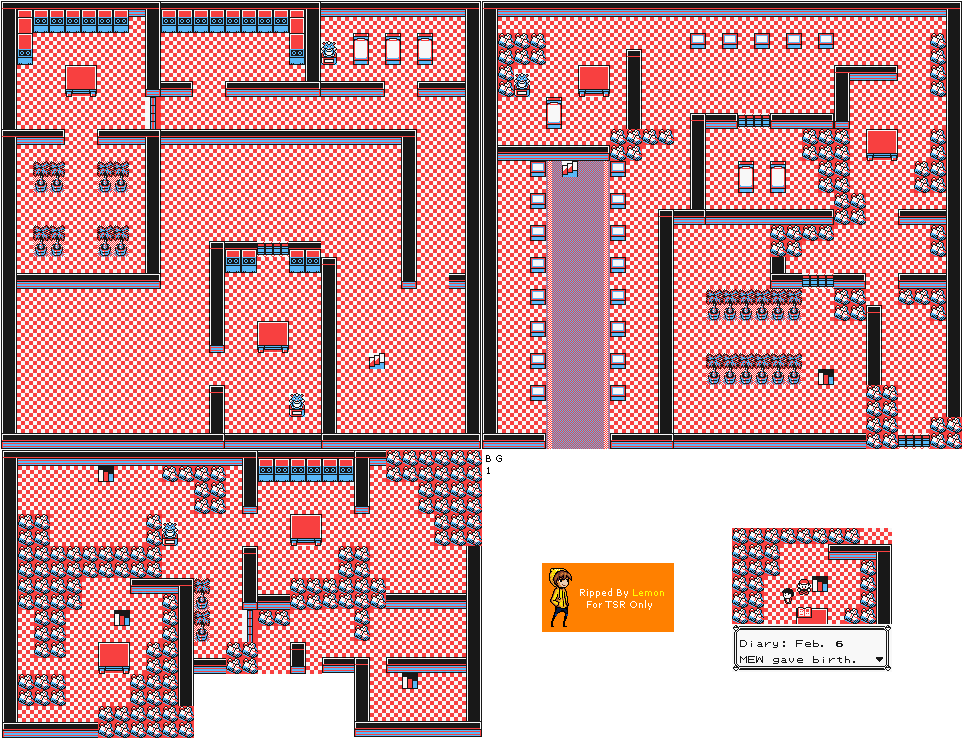 B G
1
Ripped By Lemon
For TSR Only
Diary: Feb. 6
MEW gave birth.